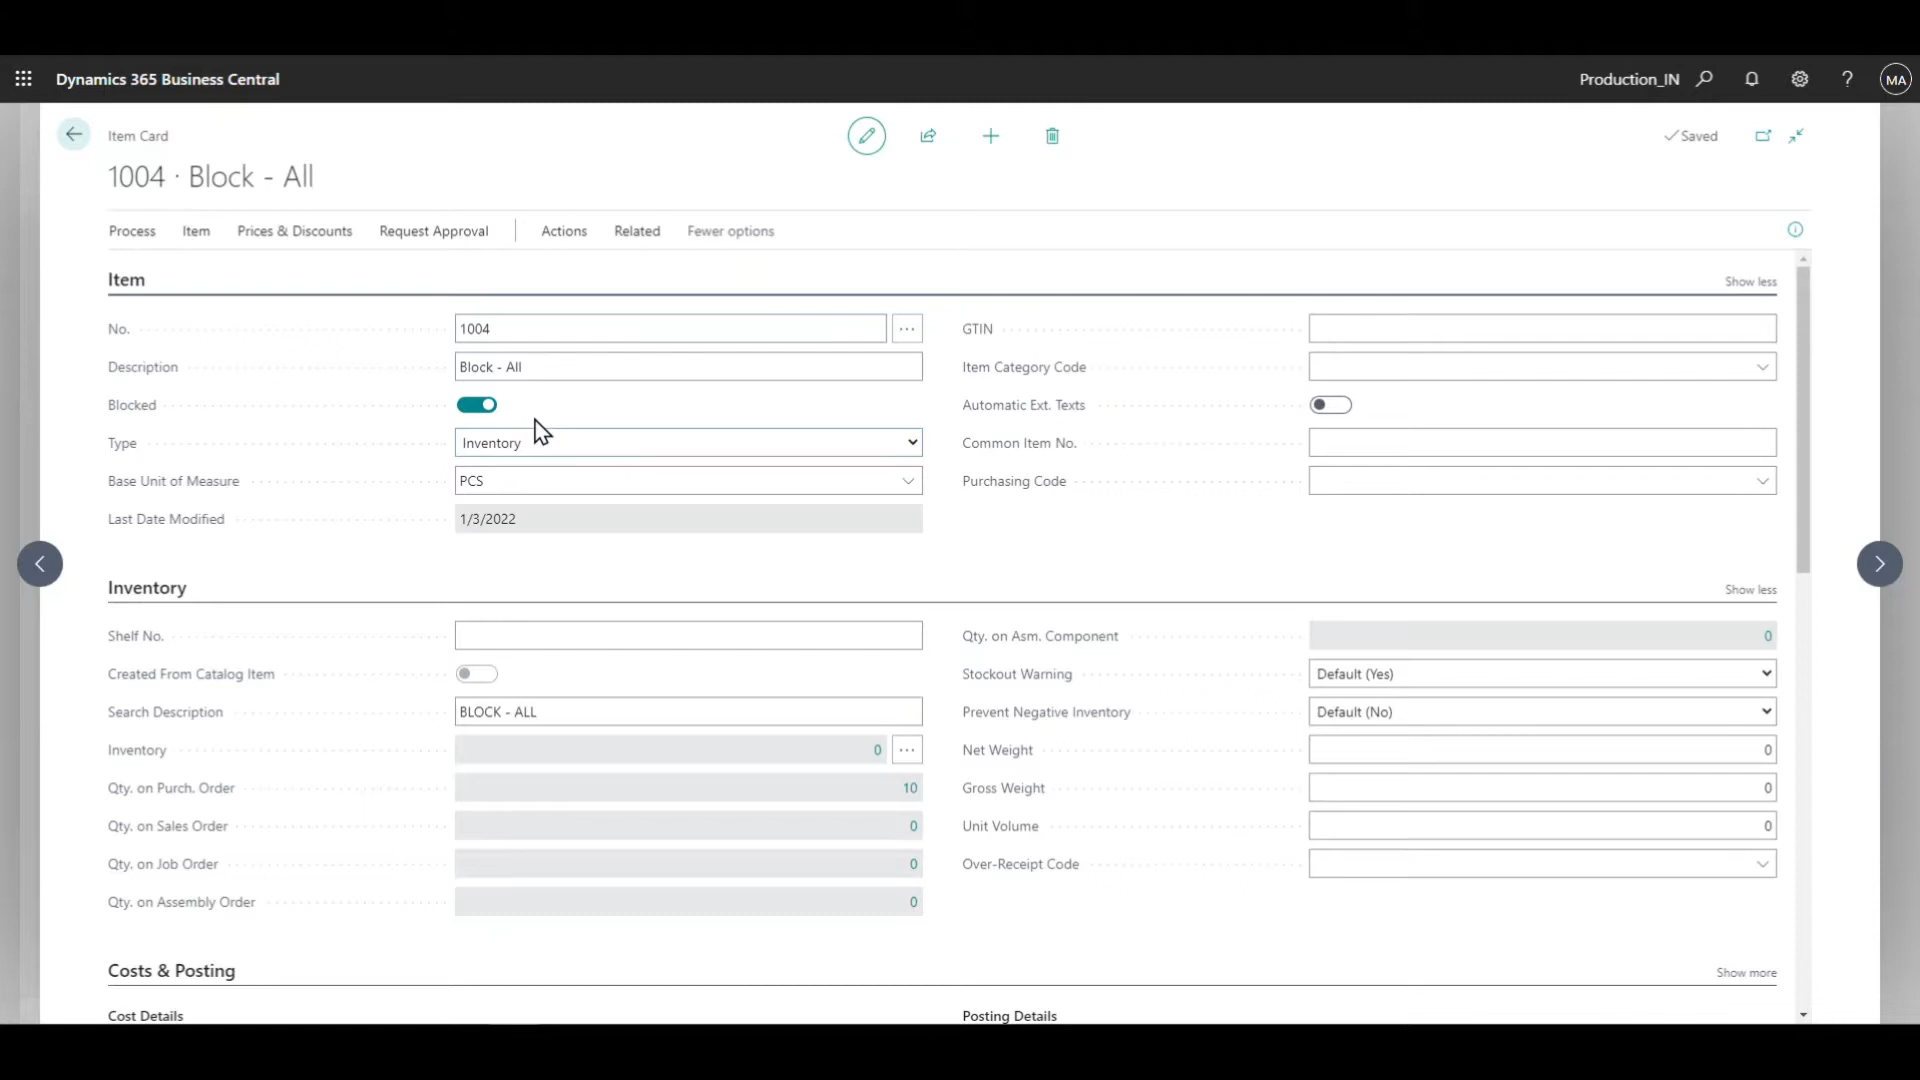 Dynamics 365 Business Central
Production_IN
?
MA
Item Card
Saved
1004 · Block - All
Process Item Prices & Discounts Request Approval Actions Related Fewer options
Item
Show less
No. 1004 ...
GTIN
Description Block - All
Item Category Code
Blocked
Automatic Ext. Texts
Type Inventory
Common Item No.
Base Unit of Measure PCS
Purchasing Code
Last Date Modified 1/3/2022
Inventory
Show less
Shelf No.
Qty. on Asm. Component 0
Created From Catalog Item
Stockout Warning Default (Yes)
Search Description BLOCK - ALL
Prevent Negative Inventory Default (No)
Inventory 0 ...
Net Weight 0
Qty. on Purch. Order 10
Gross Weight 0
Qty. on Sales Order 0
Unit Volume 0
Qty. on Job Order 0
Over-Receipt Code
Qty. on Assembly Order 0
Costs & Posting
Show more
Cost Details
Posting Details